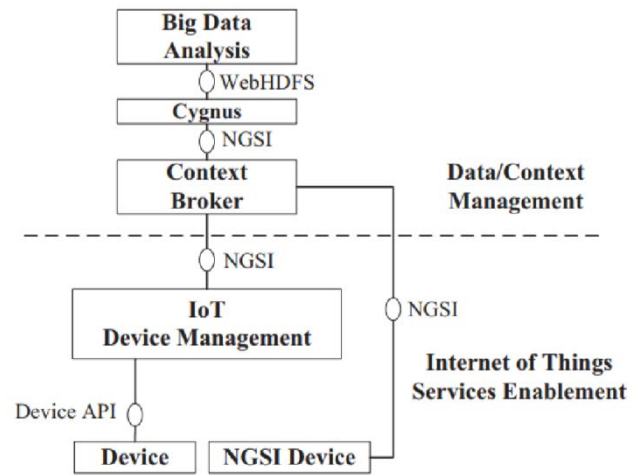 Big Data
Analysis
WebHDFS
Cygnus
NGSI
Context
Broker
Data/Context
Management
NGSI
IoT
Device Management
NGSI
Internet of Things
Services Enablement
Device API
Device
NGSI Device